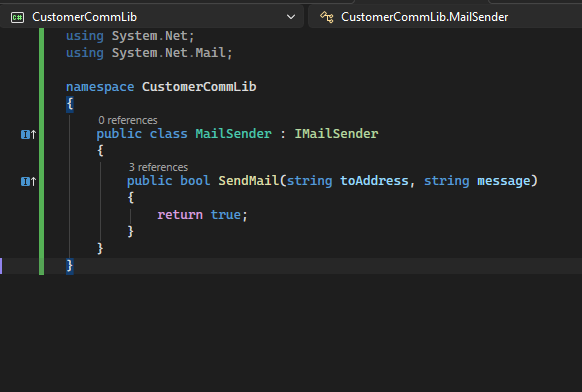 C# CustomerCommLib
CustomerCommLib.MailSender
using System.Net;
using System.Net.Mail;
namespace CustomerCommLib
{
0 references
public class MailSender : IMailSender
{
3 references
public bool SendMail(string toAddress, string message)
{
return true;
}
}
}